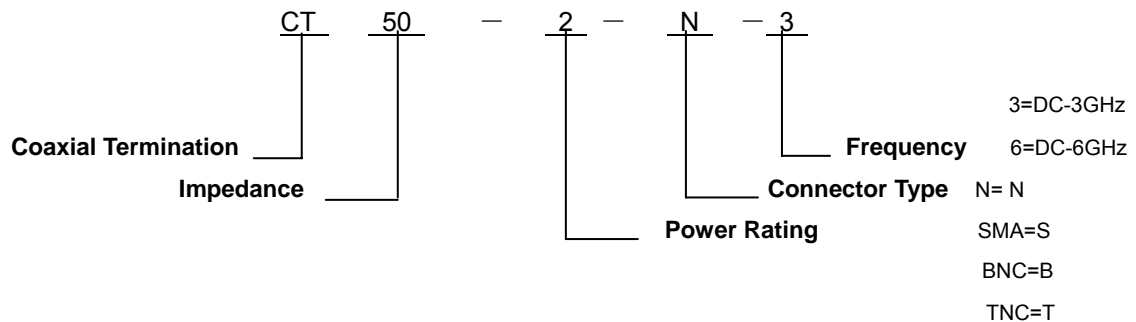 CT 50 — 2 — N — 3
3=DC-3GHz
Coaxial Termination Frequency 6=DC-6GHz
Impedance Connector Type N= N
Power Rating SMA=S
BNC=B
TNC=T